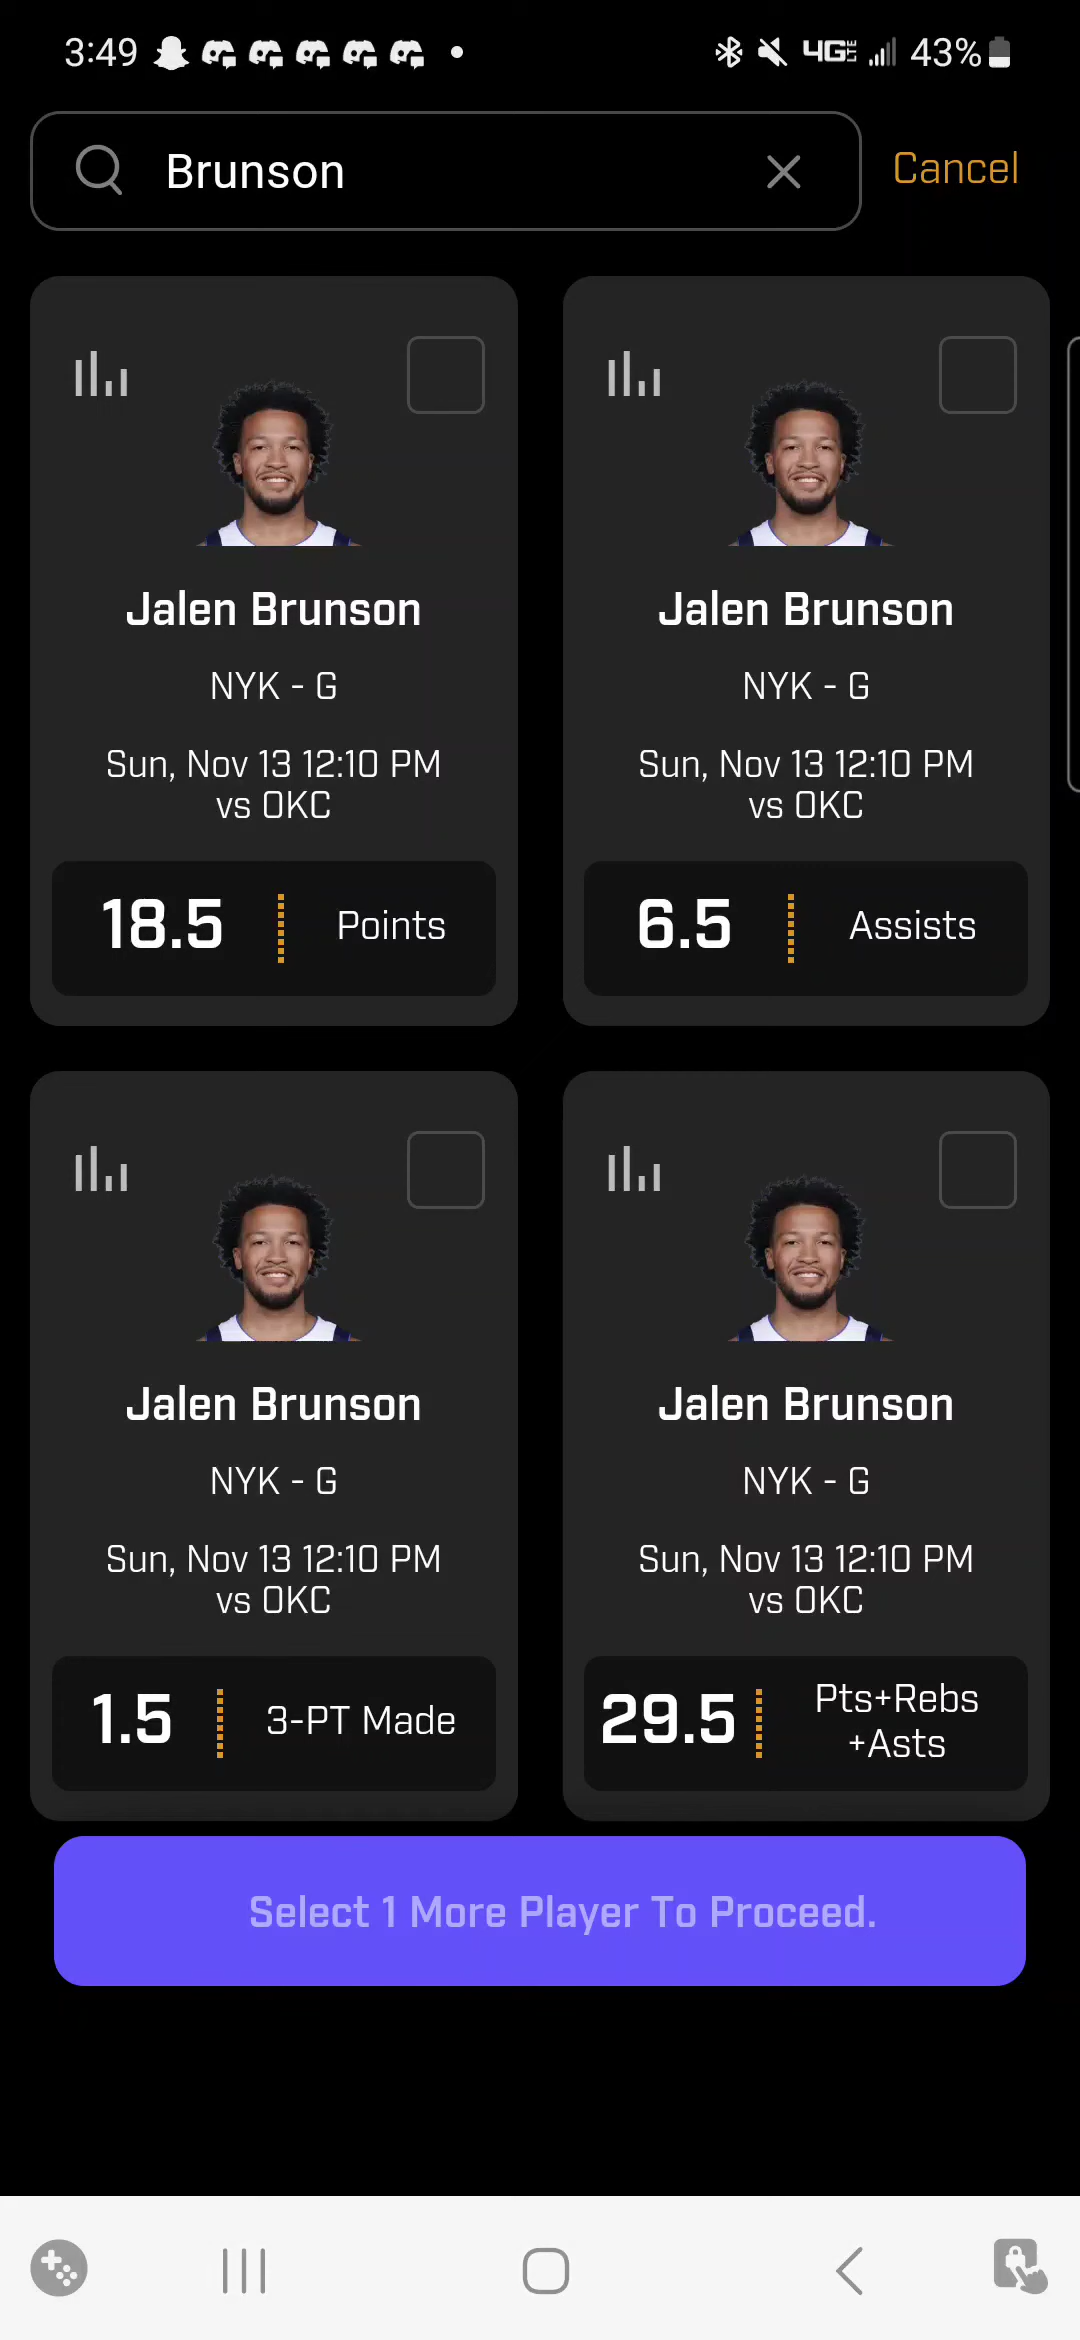 3:49
4G LTE 43%
Brunson
Cancel
Jalen Brunson
NYK - G
Sun, Nov 13 12:10 PM
vs OKC
18.5 Points
Jalen Brunson
NYK - G
Sun, Nov 13 12:10 PM
vs OKC
6.5 Assists
Jalen Brunson
NYK - G
Sun, Nov 13 12:10 PM
vs OKC
1.5 3-PT Made
Jalen Brunson
NYK - G
Sun, Nov 13 12:10 PM
vs OKC
29.5 Pts+Rebs
+Asts
Select 1 More Player To Proceed.